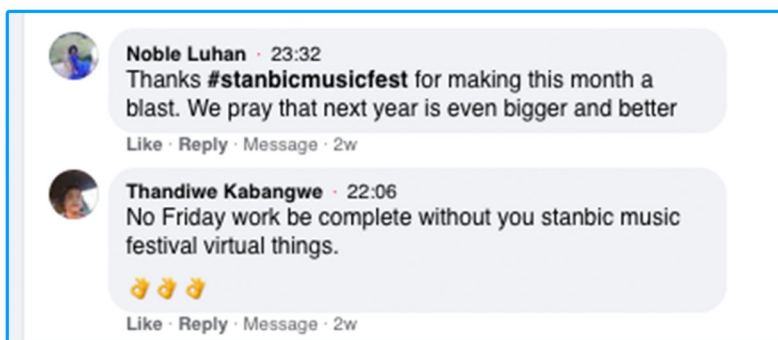 Noble Luhan · 23:32
Thanks #stanbicmusicfest for making this month a
blast. We pray that next year is even bigger and better
Like · Reply · Message · 2w
Thandiwe Kabangwe · 22:06
No Friday work be complete without you stanbic music
festival virtual things.
👌👌👌
Like · Reply · Message · 2w